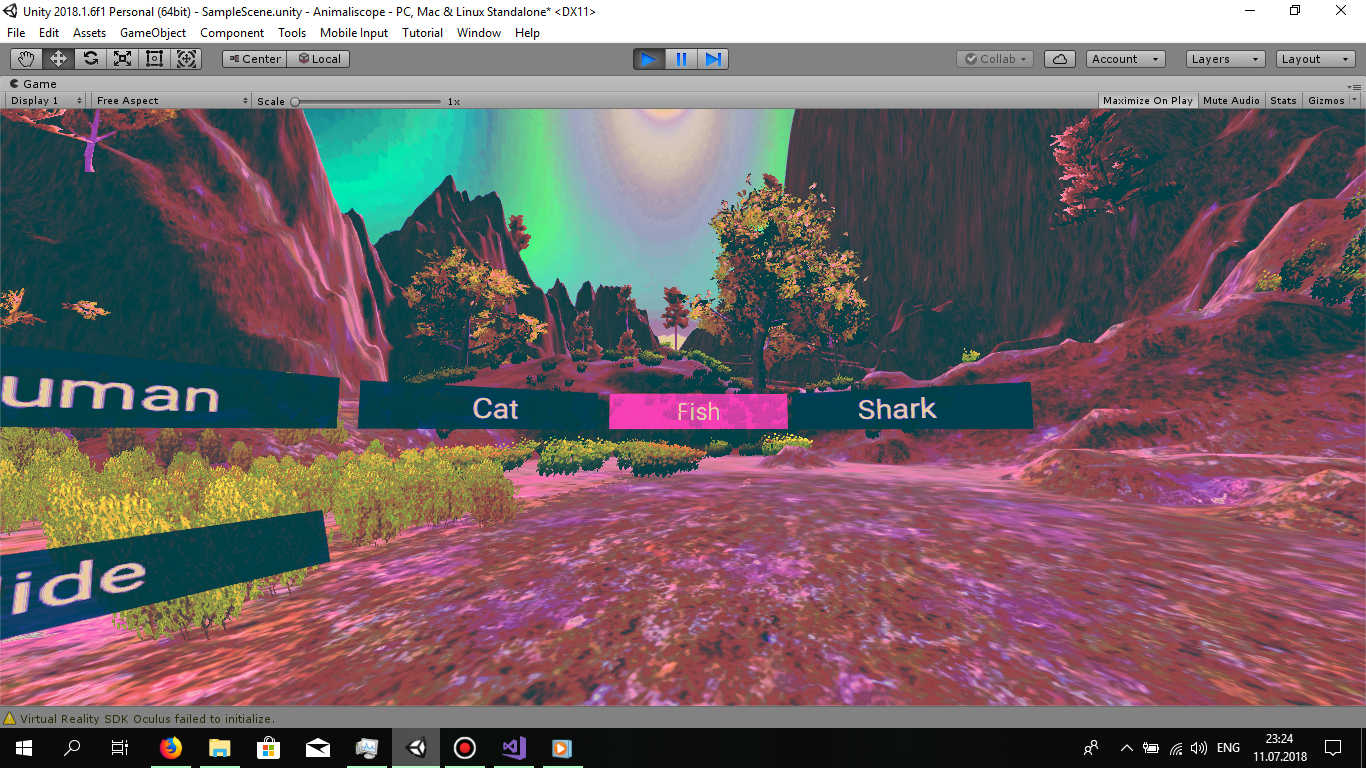 Unity 2018.1.6f1 Personal (64bit) - SampleScene.unity - Animaliscope - PC, Mac & Linux Standalone* <DX11>
File Edit Assets GameObject Component Tools Mobile Input Tutorial Window Help
Center Local Collab Account Layers Layout
Game
Display 1 Free Aspect Scale 1x Maximize On Play Mute Audio Stats Gizmos
uman Cat Fish Shark
ide
Virtual Reality SDK Oculus failed to initialize.
ENG 23:24
11.07.2018